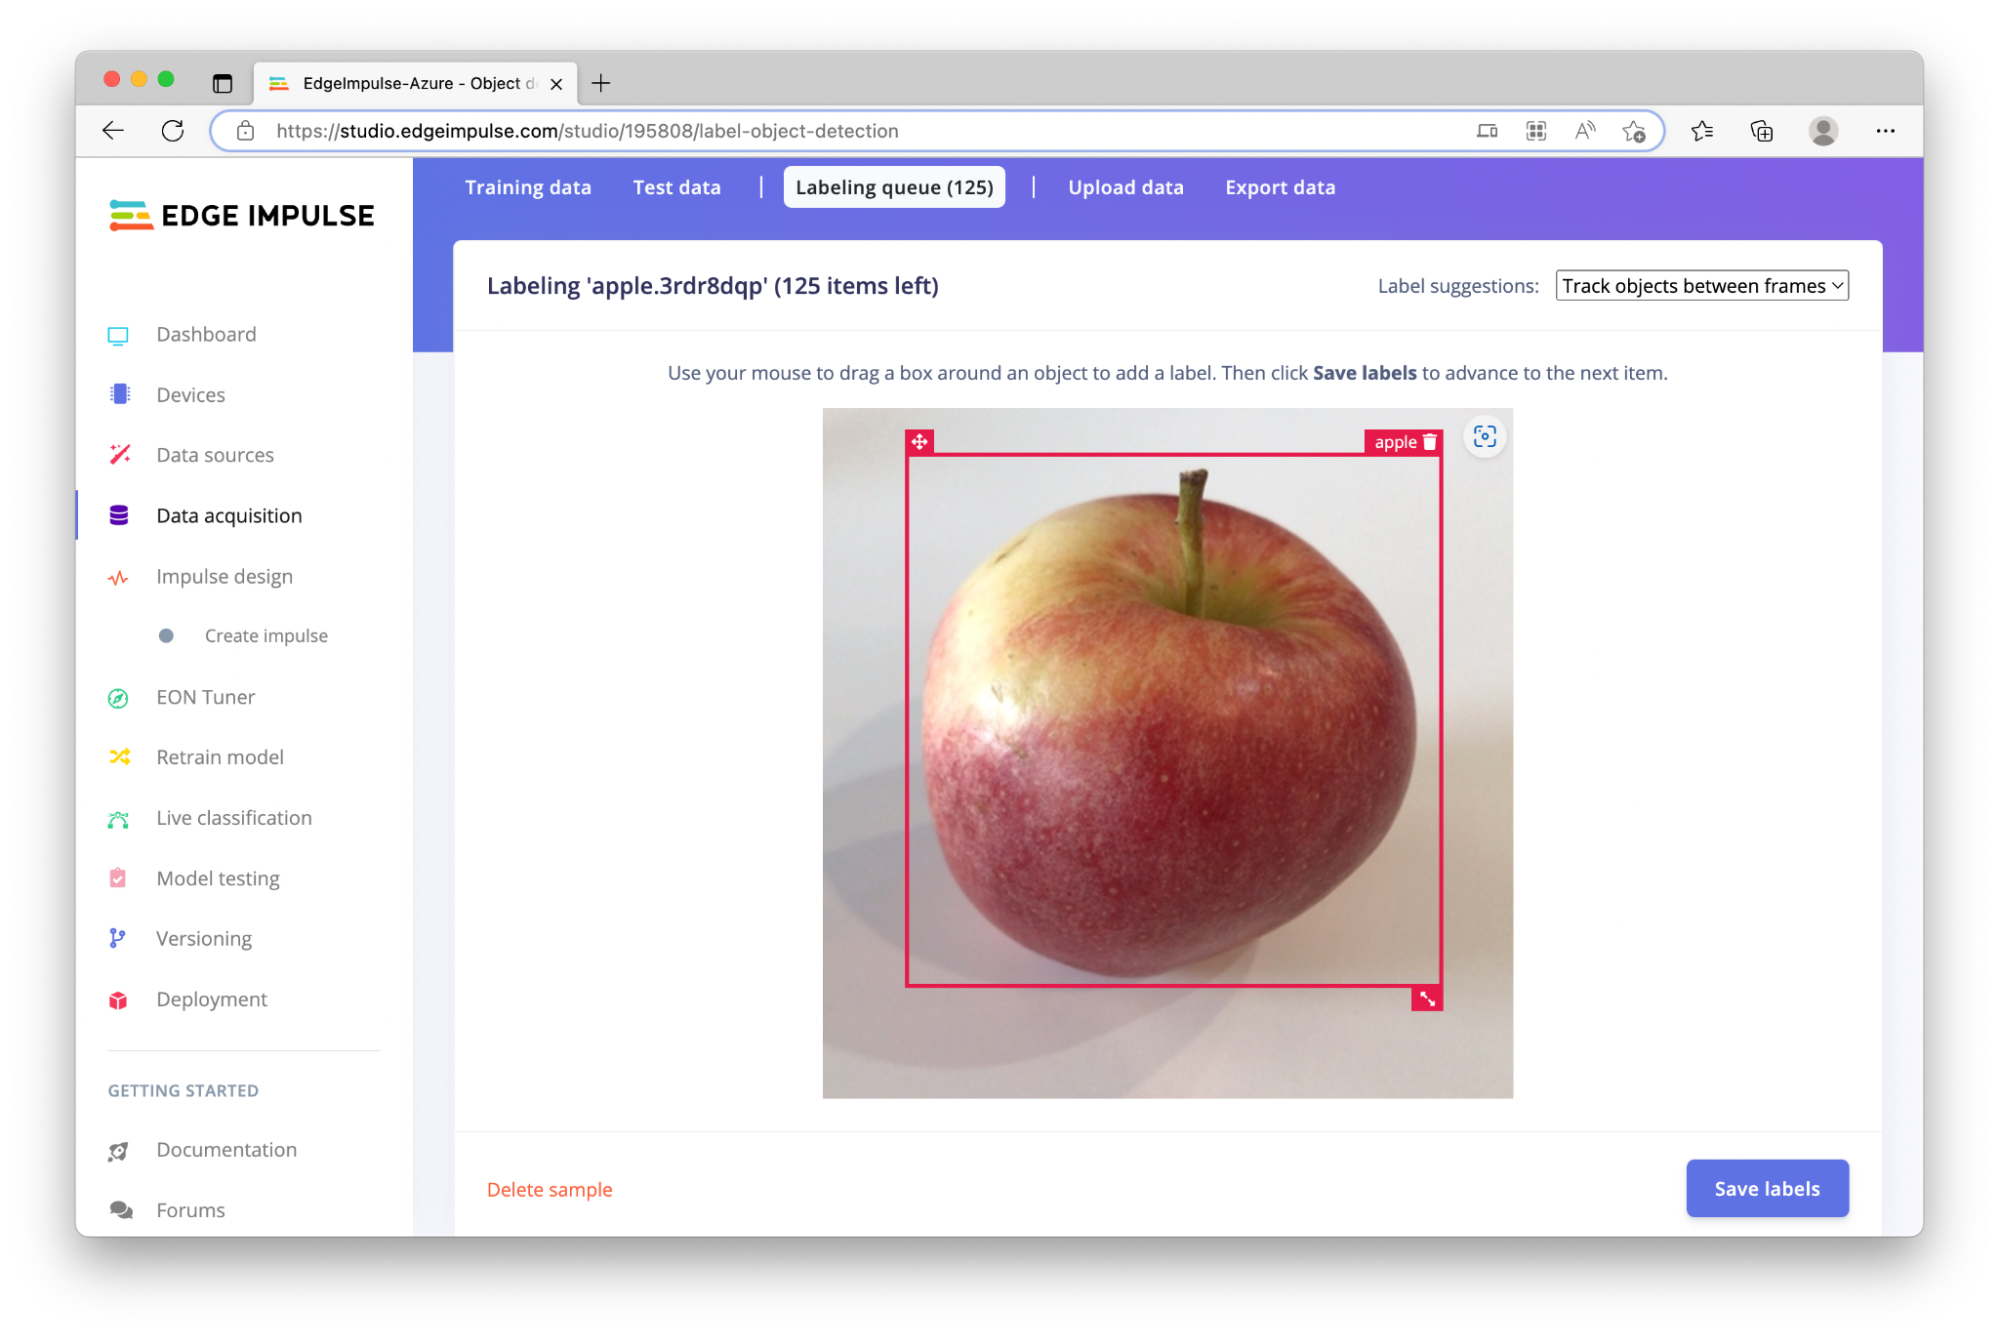 EdgeImpulse-Azure - Object d
https://studio.edgeimpulse.com/studio/195808/label-object-detection
EDGE IMPULSE
Training data
Test data
Labeling queue (125)
Upload data
Export data
Labeling 'apple.3rdr8dqp' (125 items left)
Label suggestions:
Track objects between frames
Use your mouse to drag a box around an object to add a label. Then click Save labels to advance to the next item.
apple
Dashboard
Devices
Data sources
Data acquisition
Impulse design
Create impulse
EON Tuner
Retrain model
Live classification
Model testing
Versioning
Deployment
GETTING STARTED
Documentation
Forums
Delete sample
Save labels